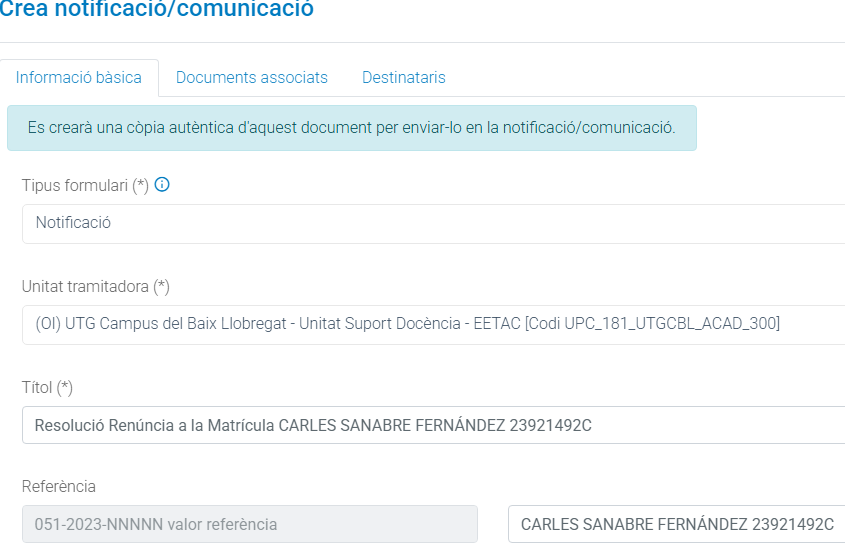 Crea notificació/comunicació
Informació bàsica Documents associats Destinataris
Es crearà una còpia autèntica d'aquest document per enviar-lo en la notificació/comunicació.
Tipus formulari (*)
Notificació
Unitat tramitadora (*)
(OI) UTG Campus del Baix Llobregat - Unitat Suport Docència - EETAC [Codi UPC_181_UTGCBL_ACAD_300]
Títol (*)
Resolució Renúncia a la Matrícula CARLES SANABRE FERNÁNDEZ 23921492C
Referència
051-2023-NNNNN valor referència CARLES SANABRE FERNÁNDEZ 23921492C